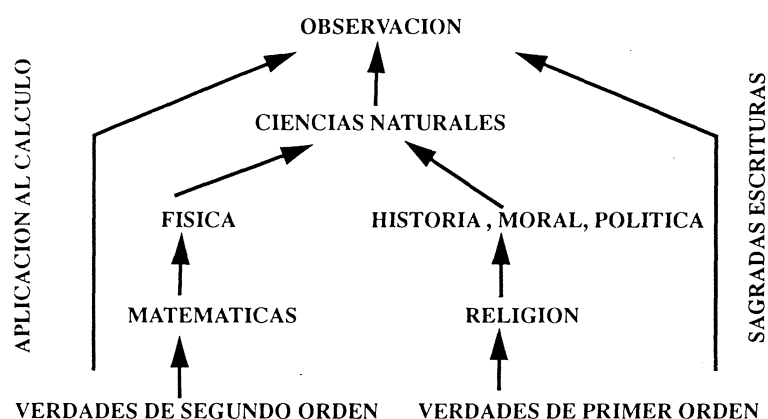 OBSERVACION
APLICACION AL CALCULO
SAGRADAS ESCRITURAS
CIENCIAS NATURALES
FISICA
HISTORIA , MORAL, POLITICA
MATEMATICAS
RELIGION
VERDADES DE SEGUNDO ORDEN
VERDADES DE PRIMER ORDEN